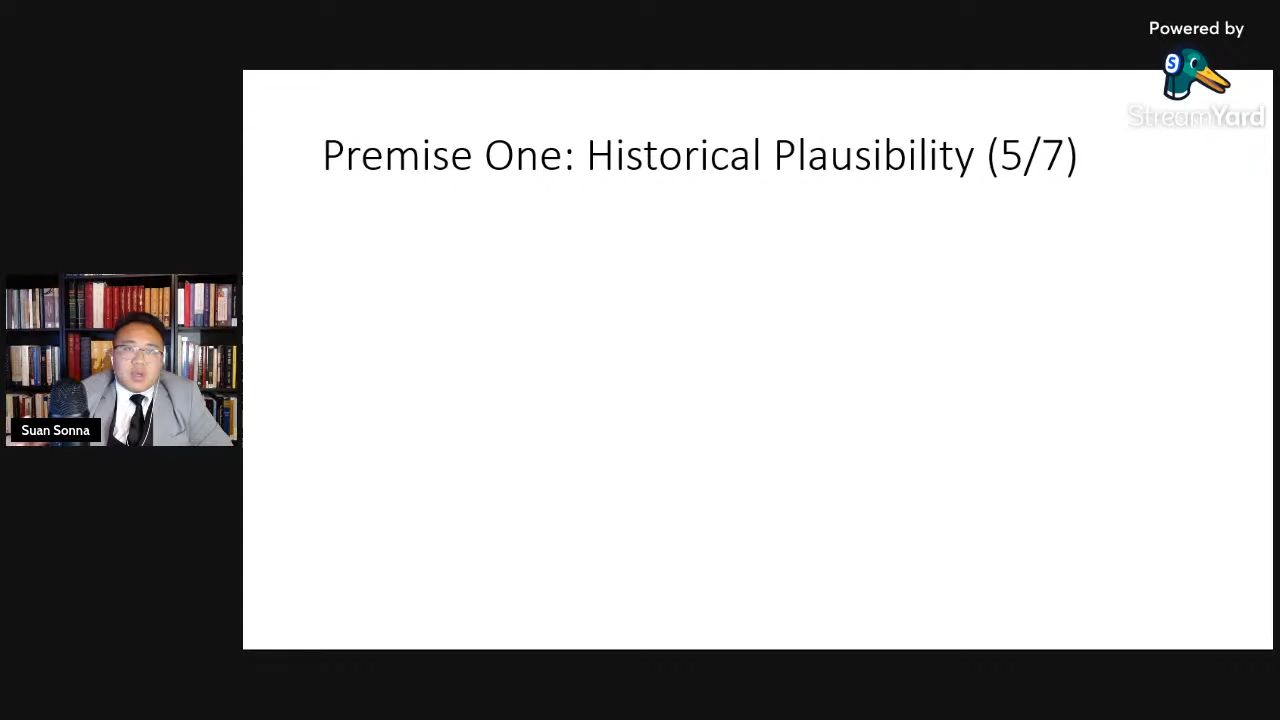 Powered by
S
StreamYard
Premise One: Historical Plausibility (5/7)
Suan Sonna